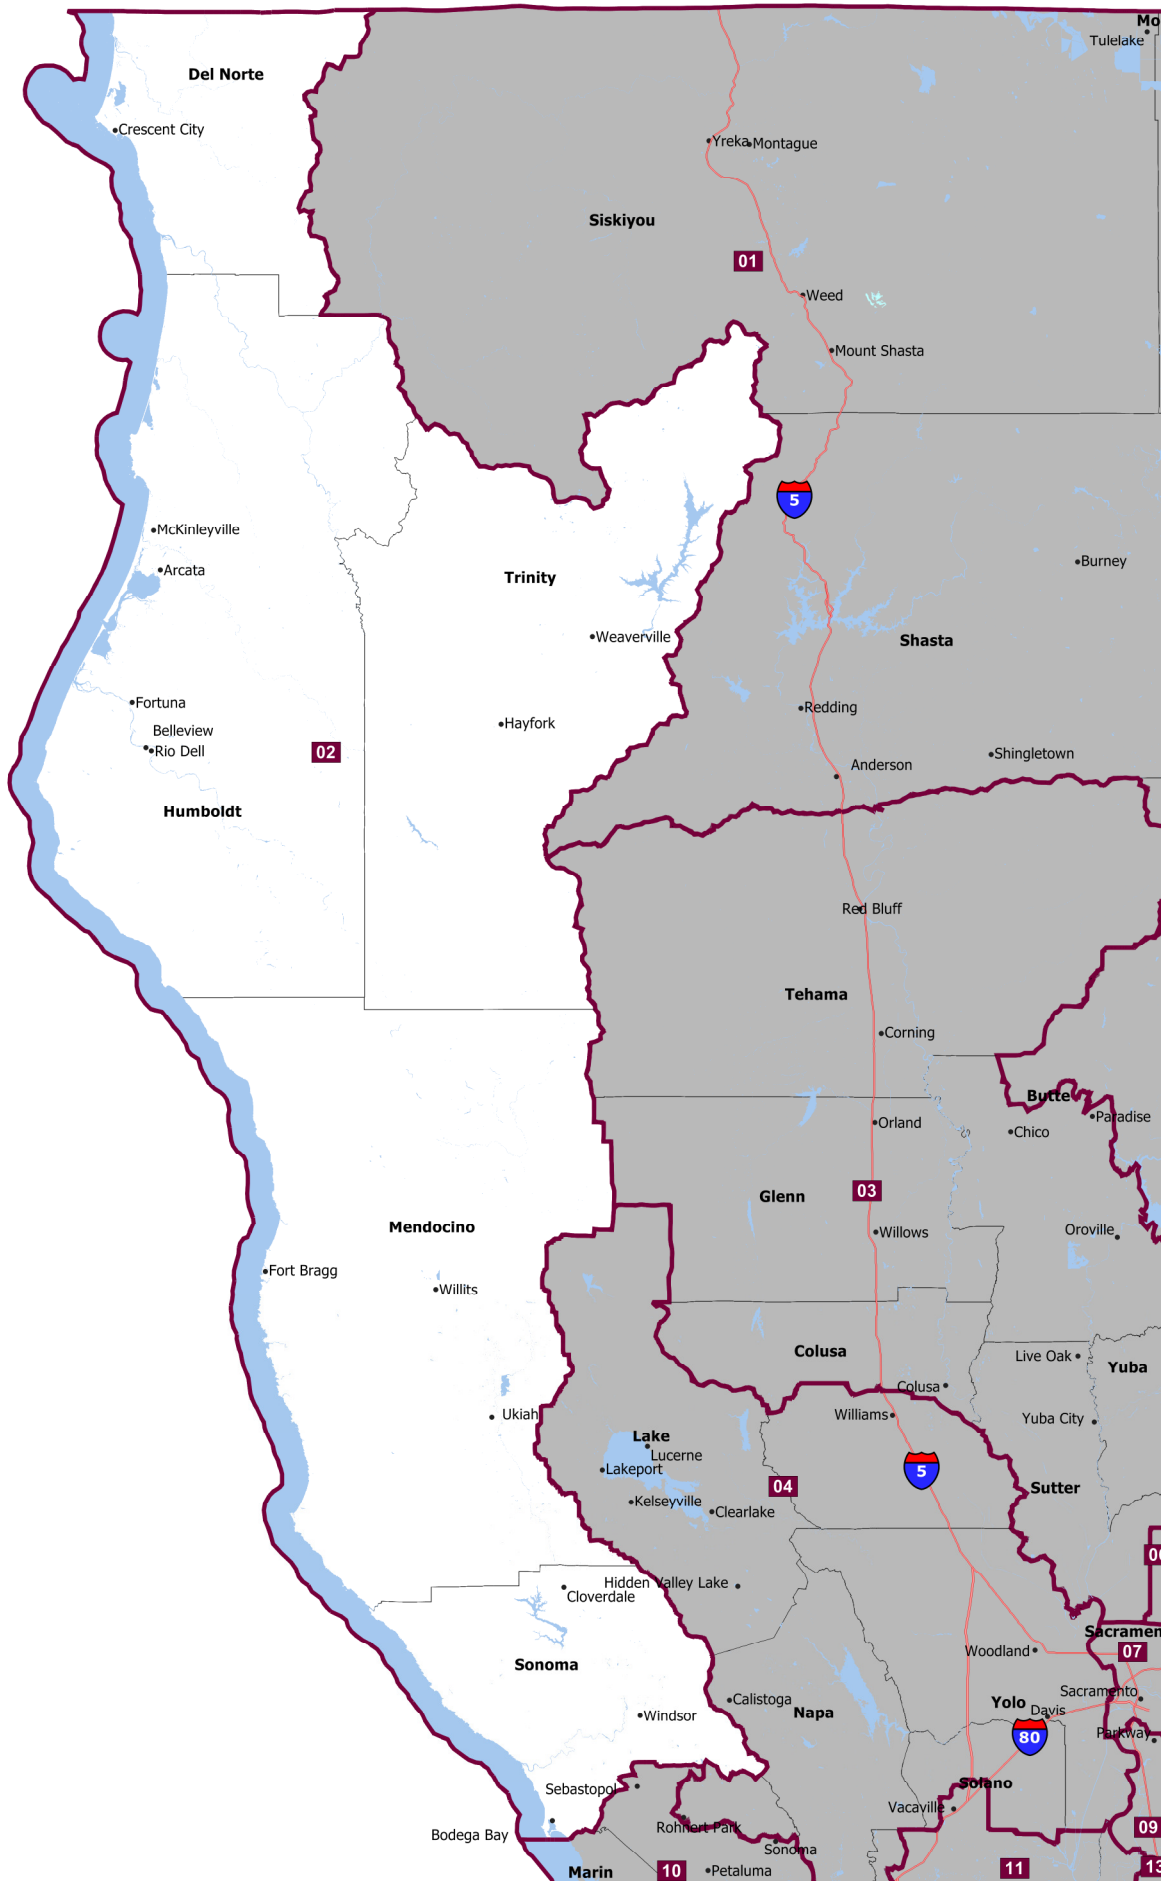 Mo
Tulelake
Del Norte
Crescent City
Yreka
Montague
Siskiyou
01
Weed
Mount Shasta
5
McKinleyville
Arcata
Trinity
Burney
Weaverville
Shasta
Fortuna
Redding
Hayfork
Belleview
Rio Dell
02
Shingletown
Anderson
Humboldt
Red Bluff
Tehama
Corning
Butte
Paradise
Orland
Chico
03
Glenn
Mendocino
Willows
Oroville
Fort Bragg
Willits
Colusa
Live Oak
Yuba
Colusa
Ukiah
Williams
Yuba City
Lake
Lucerne
Lakeport
5
04
Sutter
Kelseyville
Clearlake
Hidden Valley Lake
Cloverdale
Sacramen
Woodland
07
Sonoma
Sacramento
Calistoga
Yolo
Napa
Davis
Windsor
80
Parkway
Solano
Sebastopol
Vacaville
Rohnert Park
09
Bodega Bay
Sonoma
Marin
10
Petaluma
11
13